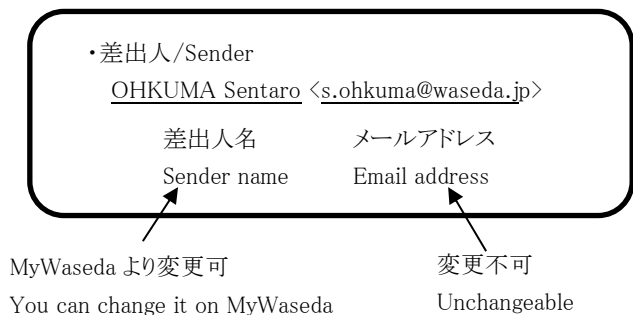 ・差出人/Sender
OHKUMA Sentaro <s.ohkuma@waseda.jp>
差出人名 メールアドレス
Sender name Email address
MyWaseda より変更可 変更不可
You can change it on MyWaseda Unchangeable